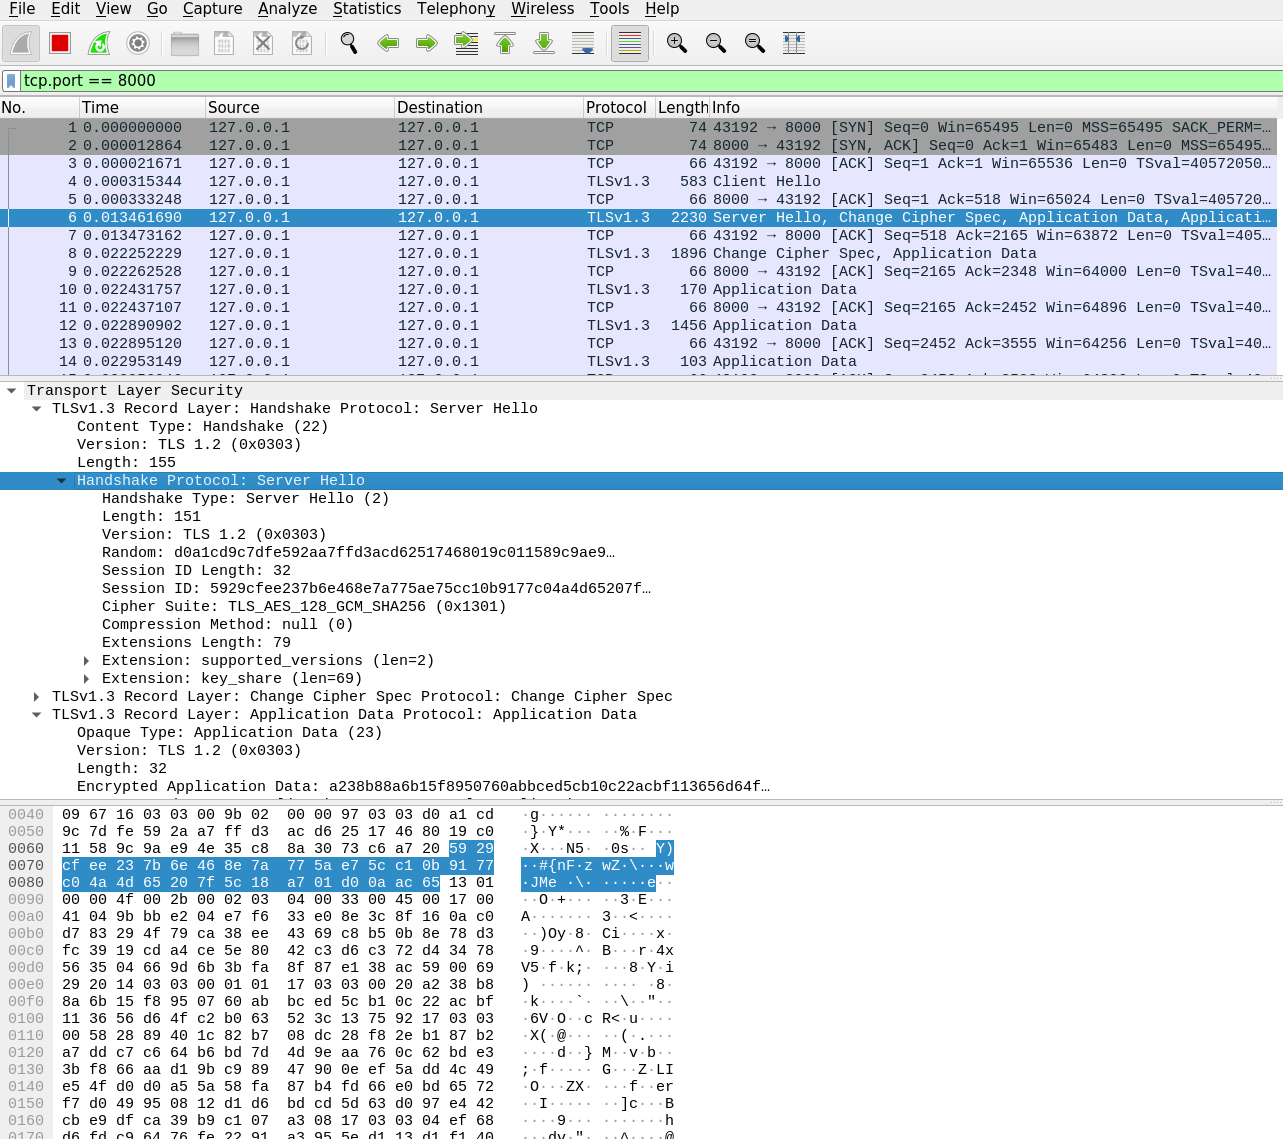 File Edit View Go Capture Analyze Statistics Telephony Wireless Tools Help
tcp.port == 8000
No. Time Source Destination Protocol Length Info
1 0.000000000 127.0.0.1 127.0.0.1 TCP 74 43192 → 8000 [SYN] Seq=0 Win=65495 Len=0 MSS=65495 SACK_PERM=…
2 0.000012864 127.0.0.1 127.0.0.1 TCP 74 8000 → 43192 [SYN, ACK] Seq=0 Ack=1 Win=65483 Len=0 MSS=65495…
3 0.000021671 127.0.0.1 127.0.0.1 TCP 66 43192 → 8000 [ACK] Seq=1 Ack=1 Win=65536 Len=0 TSval=40572050…
4 0.000315344 127.0.0.1 127.0.0.1 TLSv1.3 583 Client Hello
5 0.000333248 127.0.0.1 127.0.0.1 TCP 66 8000 → 43192 [ACK] Seq=1 Ack=518 Win=65024 Len=0 TSval=405720…
6 0.013461690 127.0.0.1 127.0.0.1 TLSv1.3 2230 Server Hello, Change Cipher Spec, Application Data, Applicati…
7 0.013473162 127.0.0.1 127.0.0.1 TCP 66 43192 → 8000 [ACK] Seq=518 Ack=2165 Win=63872 Len=0 TSval=405…
8 0.022252229 127.0.0.1 127.0.0.1 TLSv1.3 1896 Change Cipher Spec, Application Data
9 0.022262528 127.0.0.1 127.0.0.1 TCP 66 8000 → 43192 [ACK] Seq=2165 Ack=2348 Win=64000 Len=0 TSval=40…
10 0.022431757 127.0.0.1 127.0.0.1 TLSv1.3 170 Application Data
11 0.022437107 127.0.0.1 127.0.0.1 TCP 66 8000 → 43192 [ACK] Seq=2165 Ack=2452 Win=64896 Len=0 TSval=40…
12 0.022890902 127.0.0.1 127.0.0.1 TLSv1.3 1456 Application Data
13 0.022895120 127.0.0.1 127.0.0.1 TCP 66 43192 → 8000 [ACK] Seq=2452 Ack=3555 Win=64256 Len=0 TSval=40…
14 0.022953149 127.0.0.1 127.0.0.1 TLSv1.3 103 Application Data
Transport Layer Security
TLSv1.3 Record Layer: Handshake Protocol: Server Hello
Content Type: Handshake (22)
Version: TLS 1.2 (0x0303)
Length: 155
Handshake Protocol: Server Hello
Handshake Type: Server Hello (2)
Length: 151
Version: TLS 1.2 (0x0303)
Random: d0a1cd9c7dfe592aa7ffd3acd62517468019c011589c9ae9…
Session ID Length: 32
Session ID: 5929cfee237b6e468e7a775ae75cc10b9177c04a4d65207f…
Cipher Suite: TLS_AES_128_GCM_SHA256 (0x1301)
Compression Method: null (0)
Extensions Length: 79
Extension: supported_versions (len=2)
Extension: key_share (len=69)
TLSv1.3 Record Layer: Change Cipher Spec Protocol: Change Cipher Spec
TLSv1.3 Record Layer: Application Data Protocol: Application Data
Opaque Type: Application Data (23)
Version: TLS 1.2 (0x0303)
Length: 32
Encrypted Application Data: a238b88a6b15f8950760abbced5cb10c22acbf113656d64f…
0040 09 67 16 03 03 00 9b 02 00 00 97 03 03 d0 a1 cd ·g······ ········
0050 9c 7d fe 59 2a a7 ff d3 ac d6 25 17 46 80 19 c0 ·}·Y*··· ··%·F···
0060 11 58 9c 9a e9 4e 35 c8 8a 30 73 c6 a7 20 59 29 ·X···N5· ·0s·· Y)
0070 cf ee 23 7b 6e 46 8e 7a 77 5a e7 5c c1 0b 91 77 ··#{nF·z wZ·\···w
0080 c0 4a 4d 65 20 7f 5c 18 a7 01 d0 0a ac 65 13 01 ·JMe ·\· ·····e··
0090 00 00 4f 00 2b 00 02 03 04 00 33 00 45 00 17 00 ··O·+··· ··3·E···
00a0 41 04 9b bb e2 04 e7 f6 33 e0 8e 3c 8f 16 0a c0 A······· 3··<····
00b0 d7 83 29 4f 79 ca 38 ee 43 69 c8 b5 0b 8e 78 d3 ··)Oy·8· Ci····x·
00c0 fc 39 19 cd a4 ce 5e 80 42 c3 d6 c3 72 d4 34 78 ·9····^· B···r·4x
00d0 56 35 04 66 9d 6b 3b fa 8f 87 e1 38 ac 59 00 69 V5·f·k;· ···8·Y·i
00e0 29 20 14 03 03 00 01 01 17 03 03 00 20 a2 38 b8 ) ······ ···· ·8·
00f0 8a 6b 15 f8 95 07 60 ab bc ed 5c b1 0c 22 ac bf ·k····`· ··\··"··
0100 11 36 56 d6 4f c2 b0 63 52 3c 13 75 92 17 03 03 ·6V·O··c R<·u····
0110 00 58 28 89 40 1c 82 b7 08 dc 28 f8 2e b1 87 b2 ·X(·@··· ··(·.···
0120 a7 dd c7 c6 64 b6 bd 7d 4d 9e aa 76 0c 62 bd e3 ····d··} M··v·b··
0130 3b f8 66 aa d1 9b c9 89 47 90 0e ef 5a dd 4c 49 ;·f····· G···Z·LI
0140 e5 4f d0 d0 a5 5a 58 fa 87 b4 fd 66 e0 bd 65 72 ·O···ZX· ···f··er
0150 f7 d0 49 95 08 12 d1 d6 bd cd 5d 63 d0 97 e4 42 ··I····· ··]c···B
0160 cb e9 df ca 39 b9 c1 07 a3 08 17 03 03 04 ef 68 ····9··· ·······h
0170 d6 fd c9 64 76 fe 22 91 a3 95 5e d1 13 d1 f1 40 ···dv·"· ··^····@